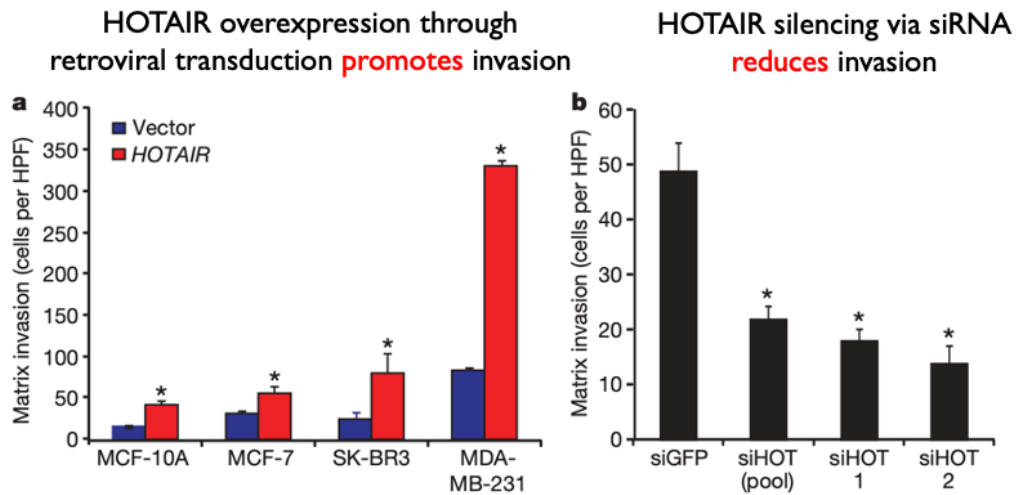 HOTAIR overexpression through
retroviral transduction promotes invasion
HOTAIR silencing via siRNA
reduces invasion
a
Matrix invasion (cells per HPF)
400
350
300
250
200
150
100
50
0
Vector
HOTAIR
*
*
*
*
MCF-10A
MCF-7
SK-BR3
MDA-
MB-231
b
Matrix invasion (cells per HPF)
60
50
40
30
20
10
0
*
*
*
siGFP
siHOT
(pool)
siHOT
1
siHOT
2